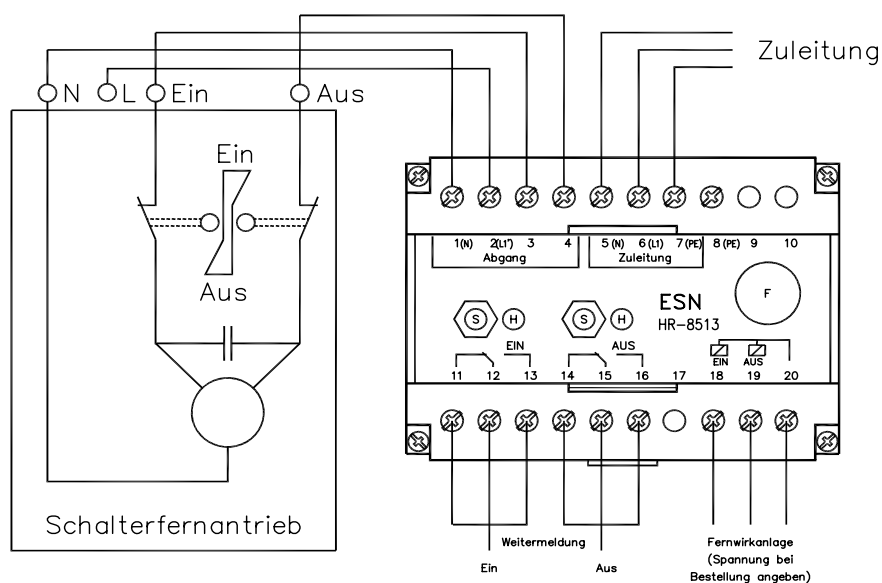 Zuleitung
N L Ein Aus
Ein
Aus
Schalterfernantrieb
1(N) 2(L1') 3 4 5 (N) 6 (L1) 7 (PE) 8 (PE) 9 10
Abgang Zuleitung
ESN
HR-8513
F
S H S H
EIN AUS
EIN AUS
11 12 13 14 15 16 17 18 19 20
Weitermeldung
Ein Aus
Fernwirkanlage
(Spannung bei
Bestellung angeben)